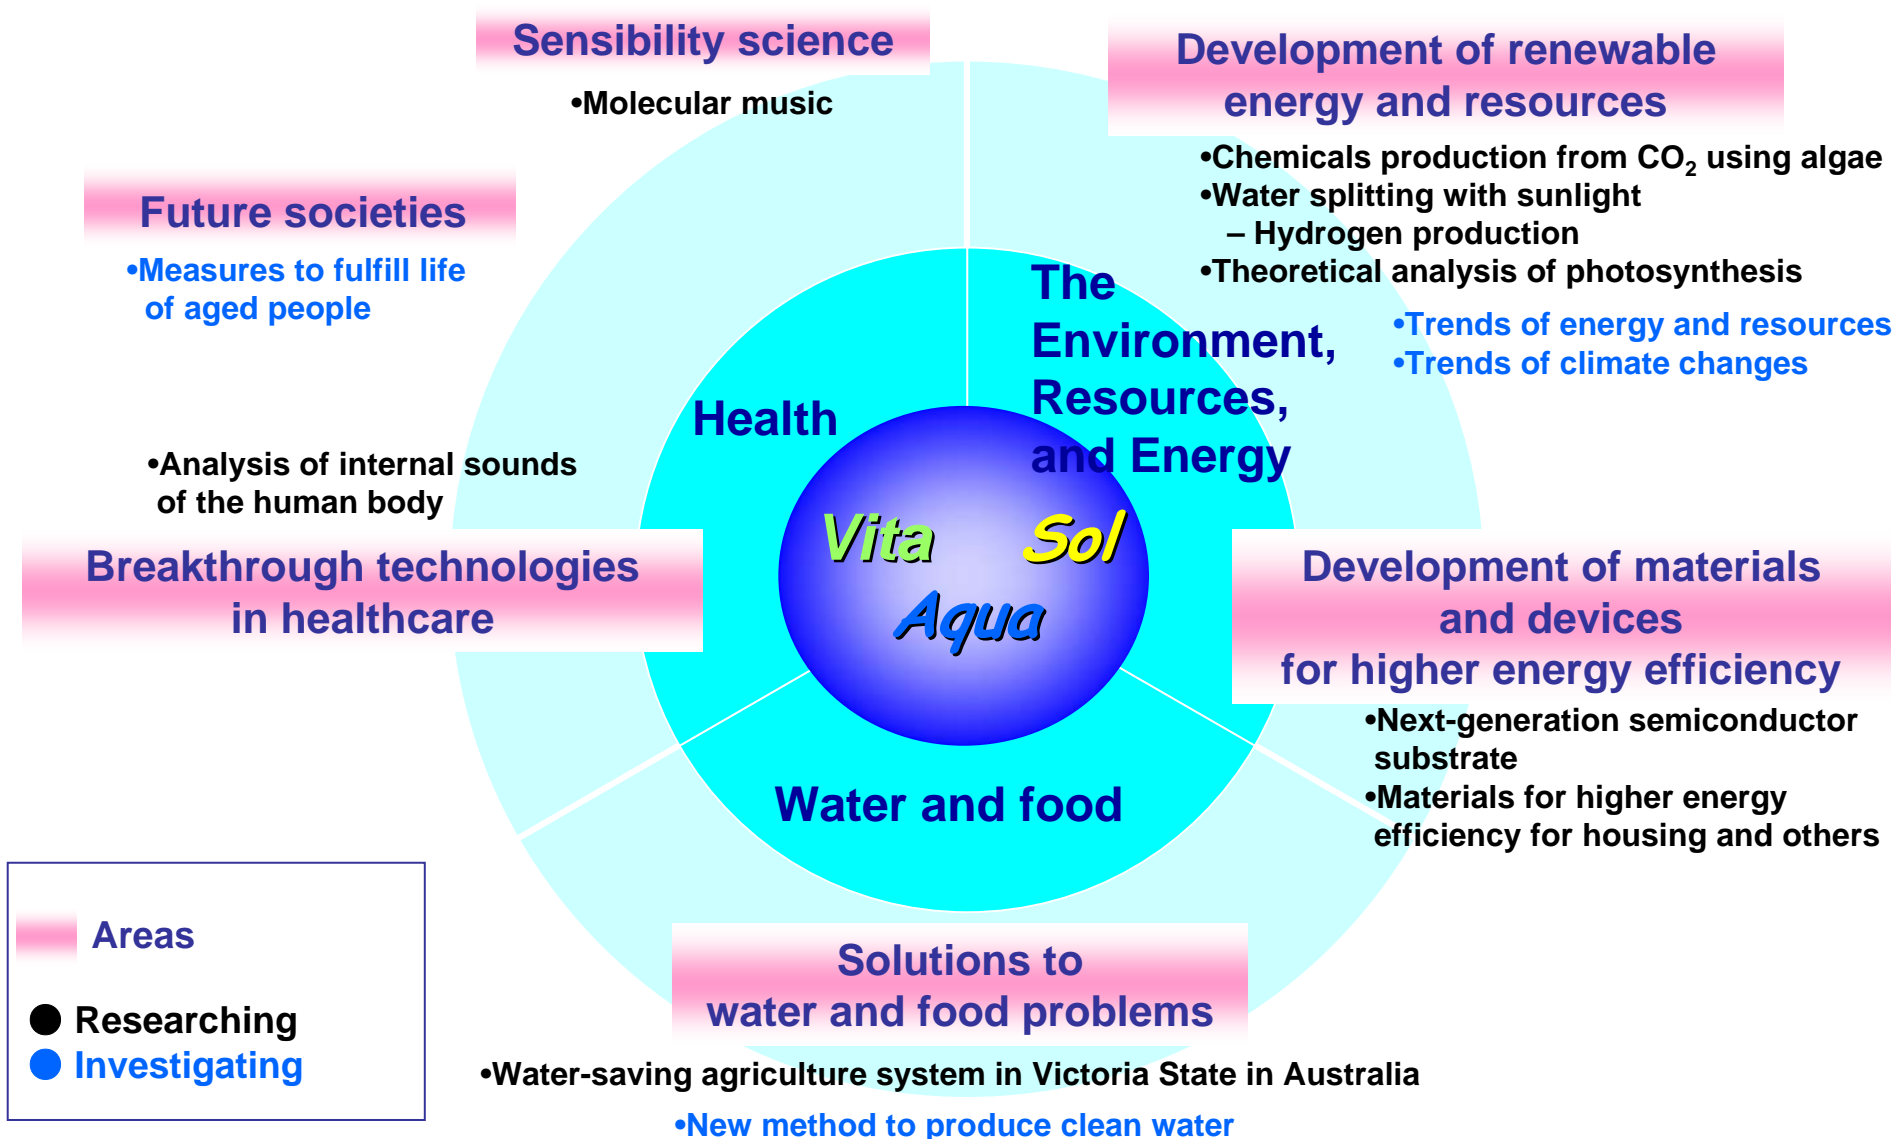 Sensibility science
•Molecular music
Development of renewable
energy and resources
•Chemicals production from CO₂ using algae
•Water splitting with sunlight
– Hydrogen production
•Theoretical analysis of photosynthesis
•Trends of energy and resources
•Trends of climate changes
Future societies
•Measures to fulfill life
of aged people
The
Environment,
Resources,
and Energy
Health
•Analysis of internal sounds
of the human body
Breakthrough technologies
in healthcare
Vita
Sol
Aqua
Development of materials
and devices
for higher energy efficiency
•Next-generation semiconductor
substrate
•Materials for higher energy
efficiency for housing and others
Water and food
Solutions to
water and food problems
•Water-saving agriculture system in Victoria State in Australia
•New method to produce clean water
Areas
Researching
Investigating